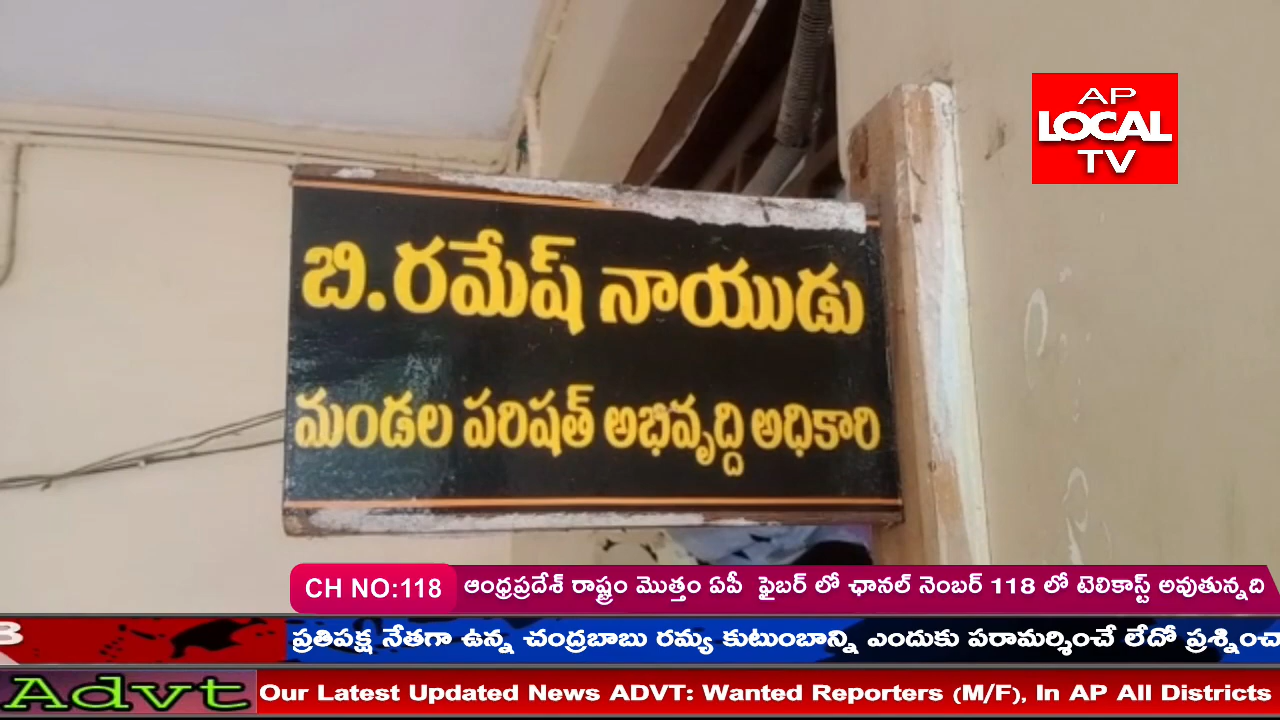 AP
LOCAL
TV
బి.రమేష్ నాయుడు
మండల పరిషత్ అభివృద్ది అధికారి
CH NO:118
ఆంధ్రప్రదేశ్ రాష్ట్రం మొత్తం ఏపీ ఫైబర్ లో ఛానల్ నెంబర్ 118 లో టెలికాస్ట్ అవుతున్నది
ప్రతిపక్ష నేతగా ఉన్న చంద్రబాబు రమ్య కుటుంబాన్ని ఎందుకు పరామర్శించే లేదో
Advt
Our Latest Updated News ADVT: Wanted Reporters (M/F), In AP All Districts